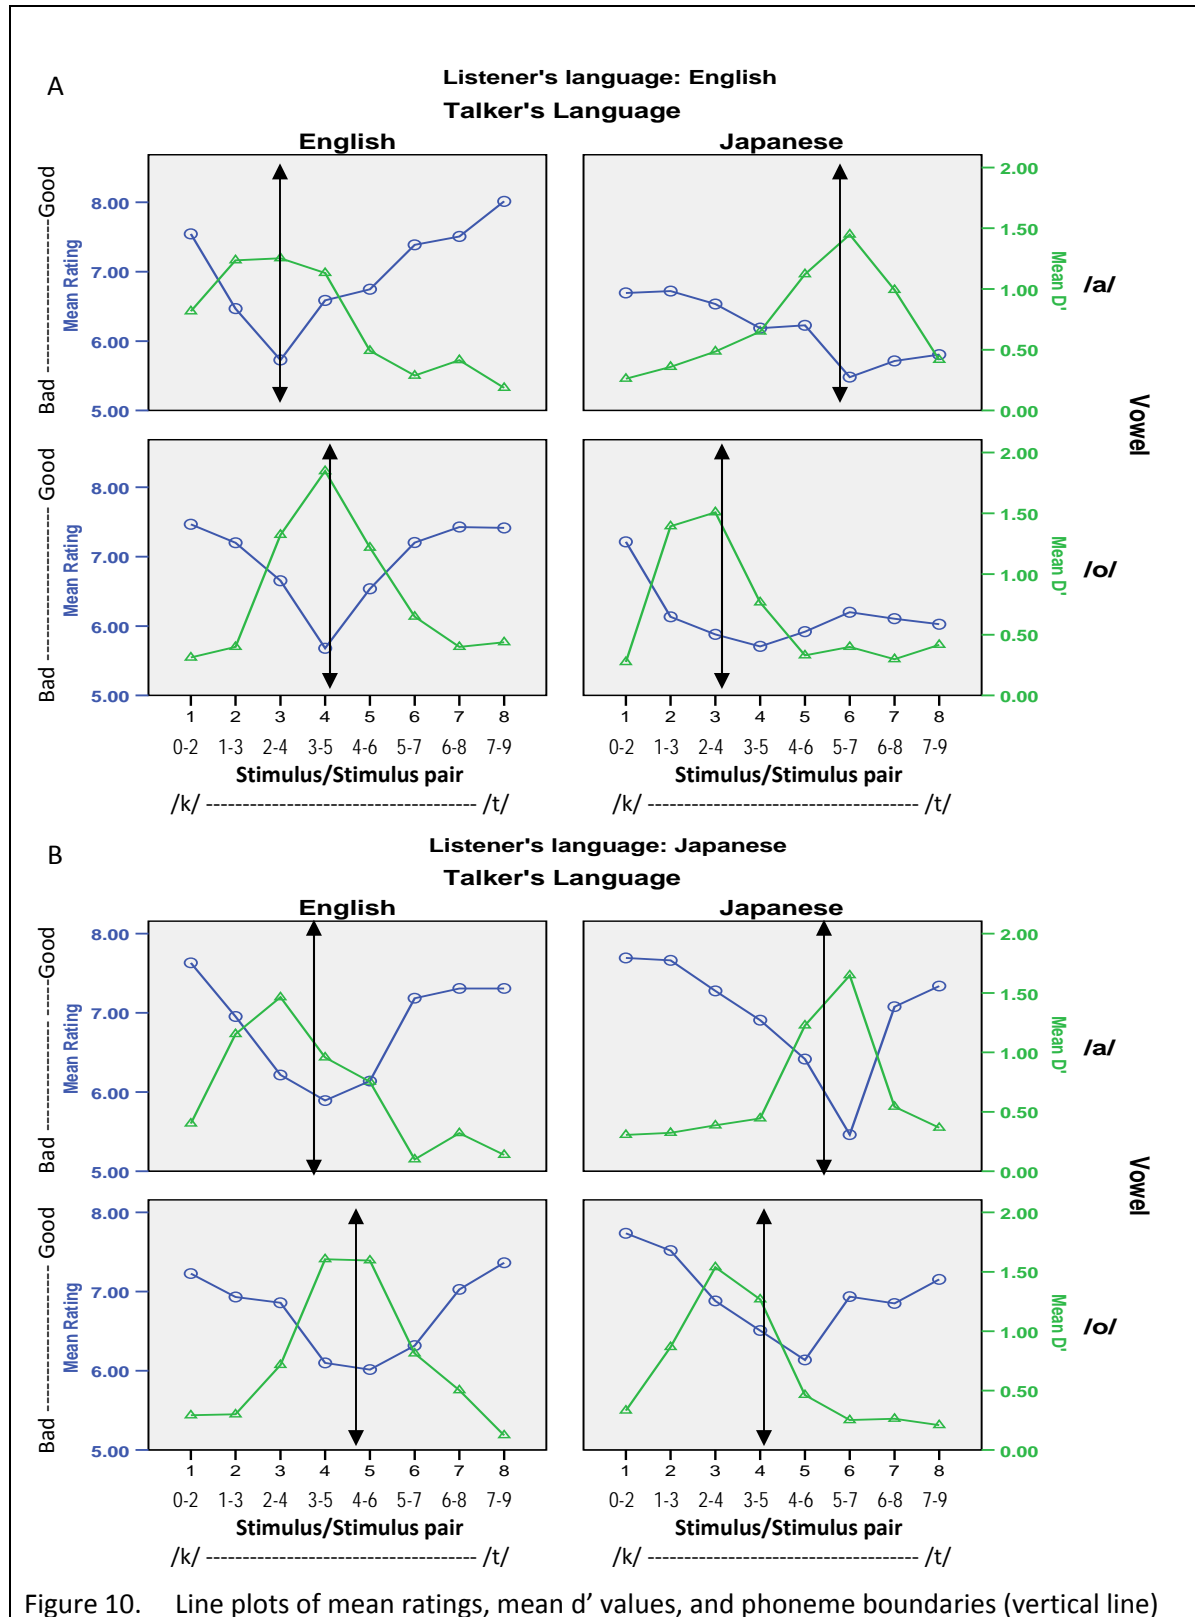 A
Listener's language: English
Talker's Language
English Japanese
Bad ---------------Good
Mean Rating
8.00
7.00
6.00
5.00
2.00
1.50
1.00
0.50
0.00
Mean D'
/a/
Bad ------------ Good
Mean Rating
8.00
7.00
6.00
5.00
2.00
1.50
1.00
0.50
0.00
Mean D'
/o/
Vowel
1 2 3 4 5 6 7 8 1 2 3 4 5 6 7 8
0-2 1-3 2-4 3-5 4-6 5-7 6-8 7-9 0-2 1-3 2-4 3-5 4-6 5-7 6-8 7-9
Stimulus/Stimulus pair Stimulus/Stimulus pair
/k/ ------------------------------------- /t/ /k/ ------------------------------------- /t/
B
Listener's language: Japanese
Talker's Language
English Japanese
Bad ---------------Good
Mean Rating
8.00
7.00
6.00
5.00
2.00
1.50
1.00
0.50
0.00
Mean D'
/a/
Bad ------------ Good
Mean Rating
8.00
7.00
6.00
5.00
2.00
1.50
1.00
0.50
0.00
Mean D'
/o/
Vowel
1 2 3 4 5 6 7 8 1 2 3 4 5 6 7 8
0-2 1-3 2-4 3-5 4-6 5-7 6-8 7-9 0-2 1-3 2-4 3-5 4-6 5-7 6-8 7-9
Stimulus/Stimulus pair Stimulus/Stimulus pair
/k/ ------------------------------------- /t/ /k/ ------------------------------------- /t/
Figure 10. Line plots of mean ratings, mean d’ values, and phoneme boundaries (vertical line)